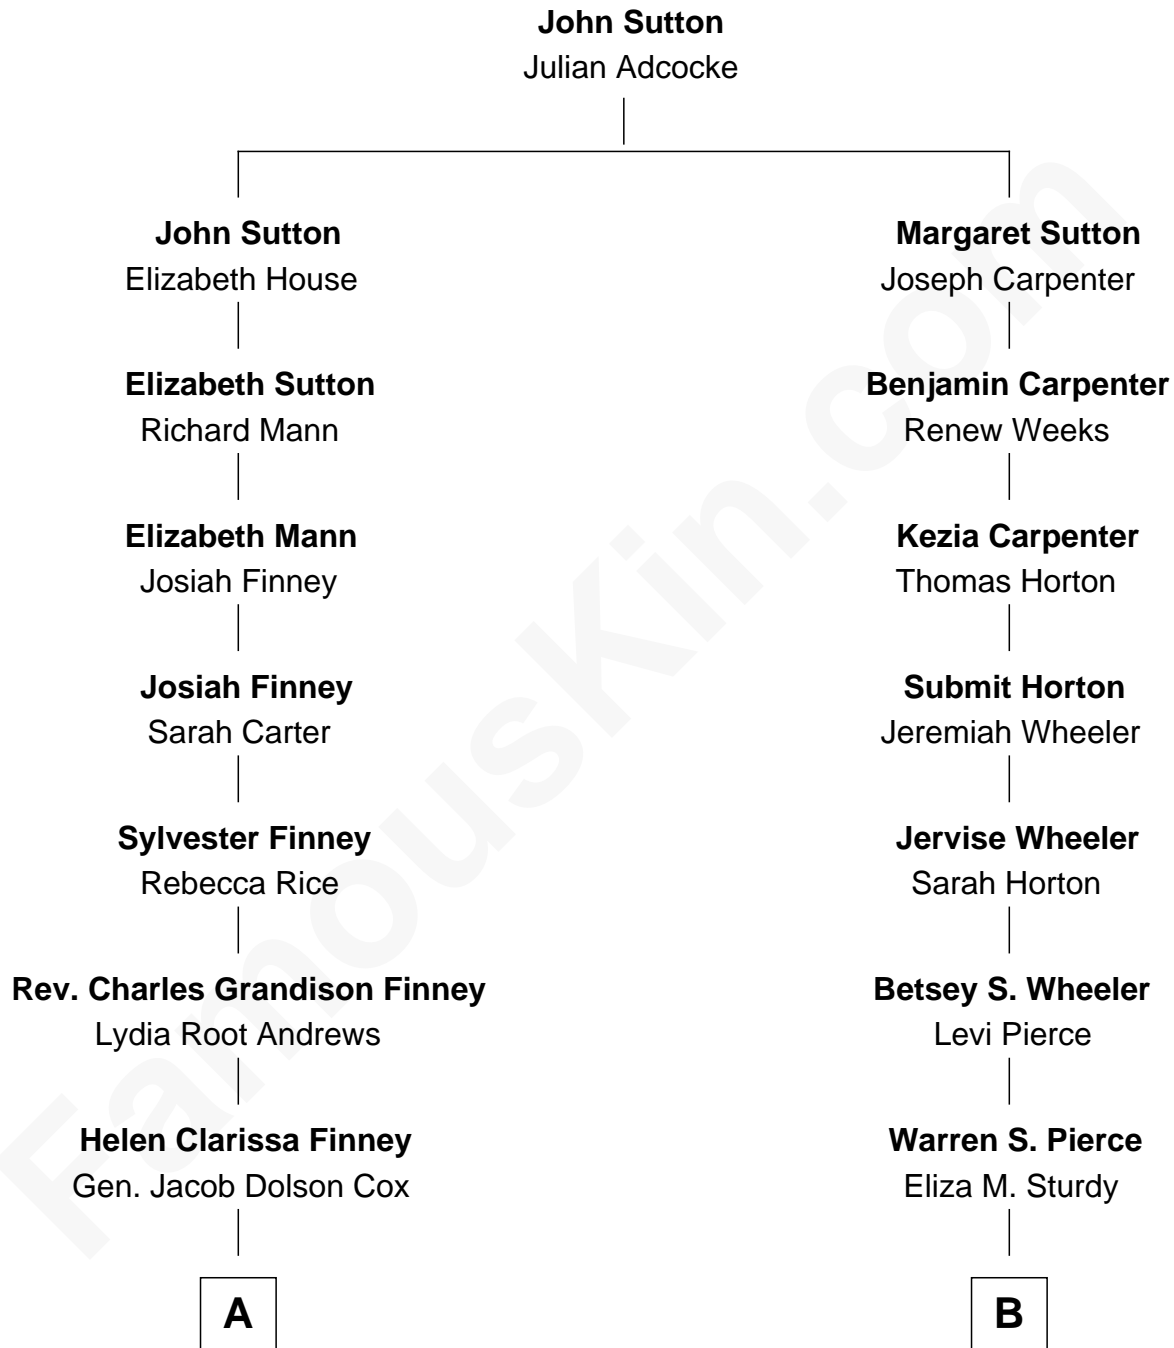 John Sutton
Julian Adcocke
John Sutton
Elizabeth House
Margaret Sutton
Joseph Carpenter
Elizabeth Sutton
Richard Mann
Benjamin Carpenter
Renew Weeks
Elizabeth Mann
Josiah Finney
Kezia Carpenter
Thomas Horton
Josiah Finney
Sarah Carter
Submit Horton
Jeremiah Wheeler
Sylvester Finney
Rebecca Rice
Jervise Wheeler
Sarah Horton
Rev. Charles Grandison Finney
Lydia Root Andrews
Betsey S. Wheeler
Levi Pierce
Helen Clarissa Finney
Gen. Jacob Dolson Cox
Warren S. Pierce
Eliza M. Sturdy
A
B
FamousKin.com